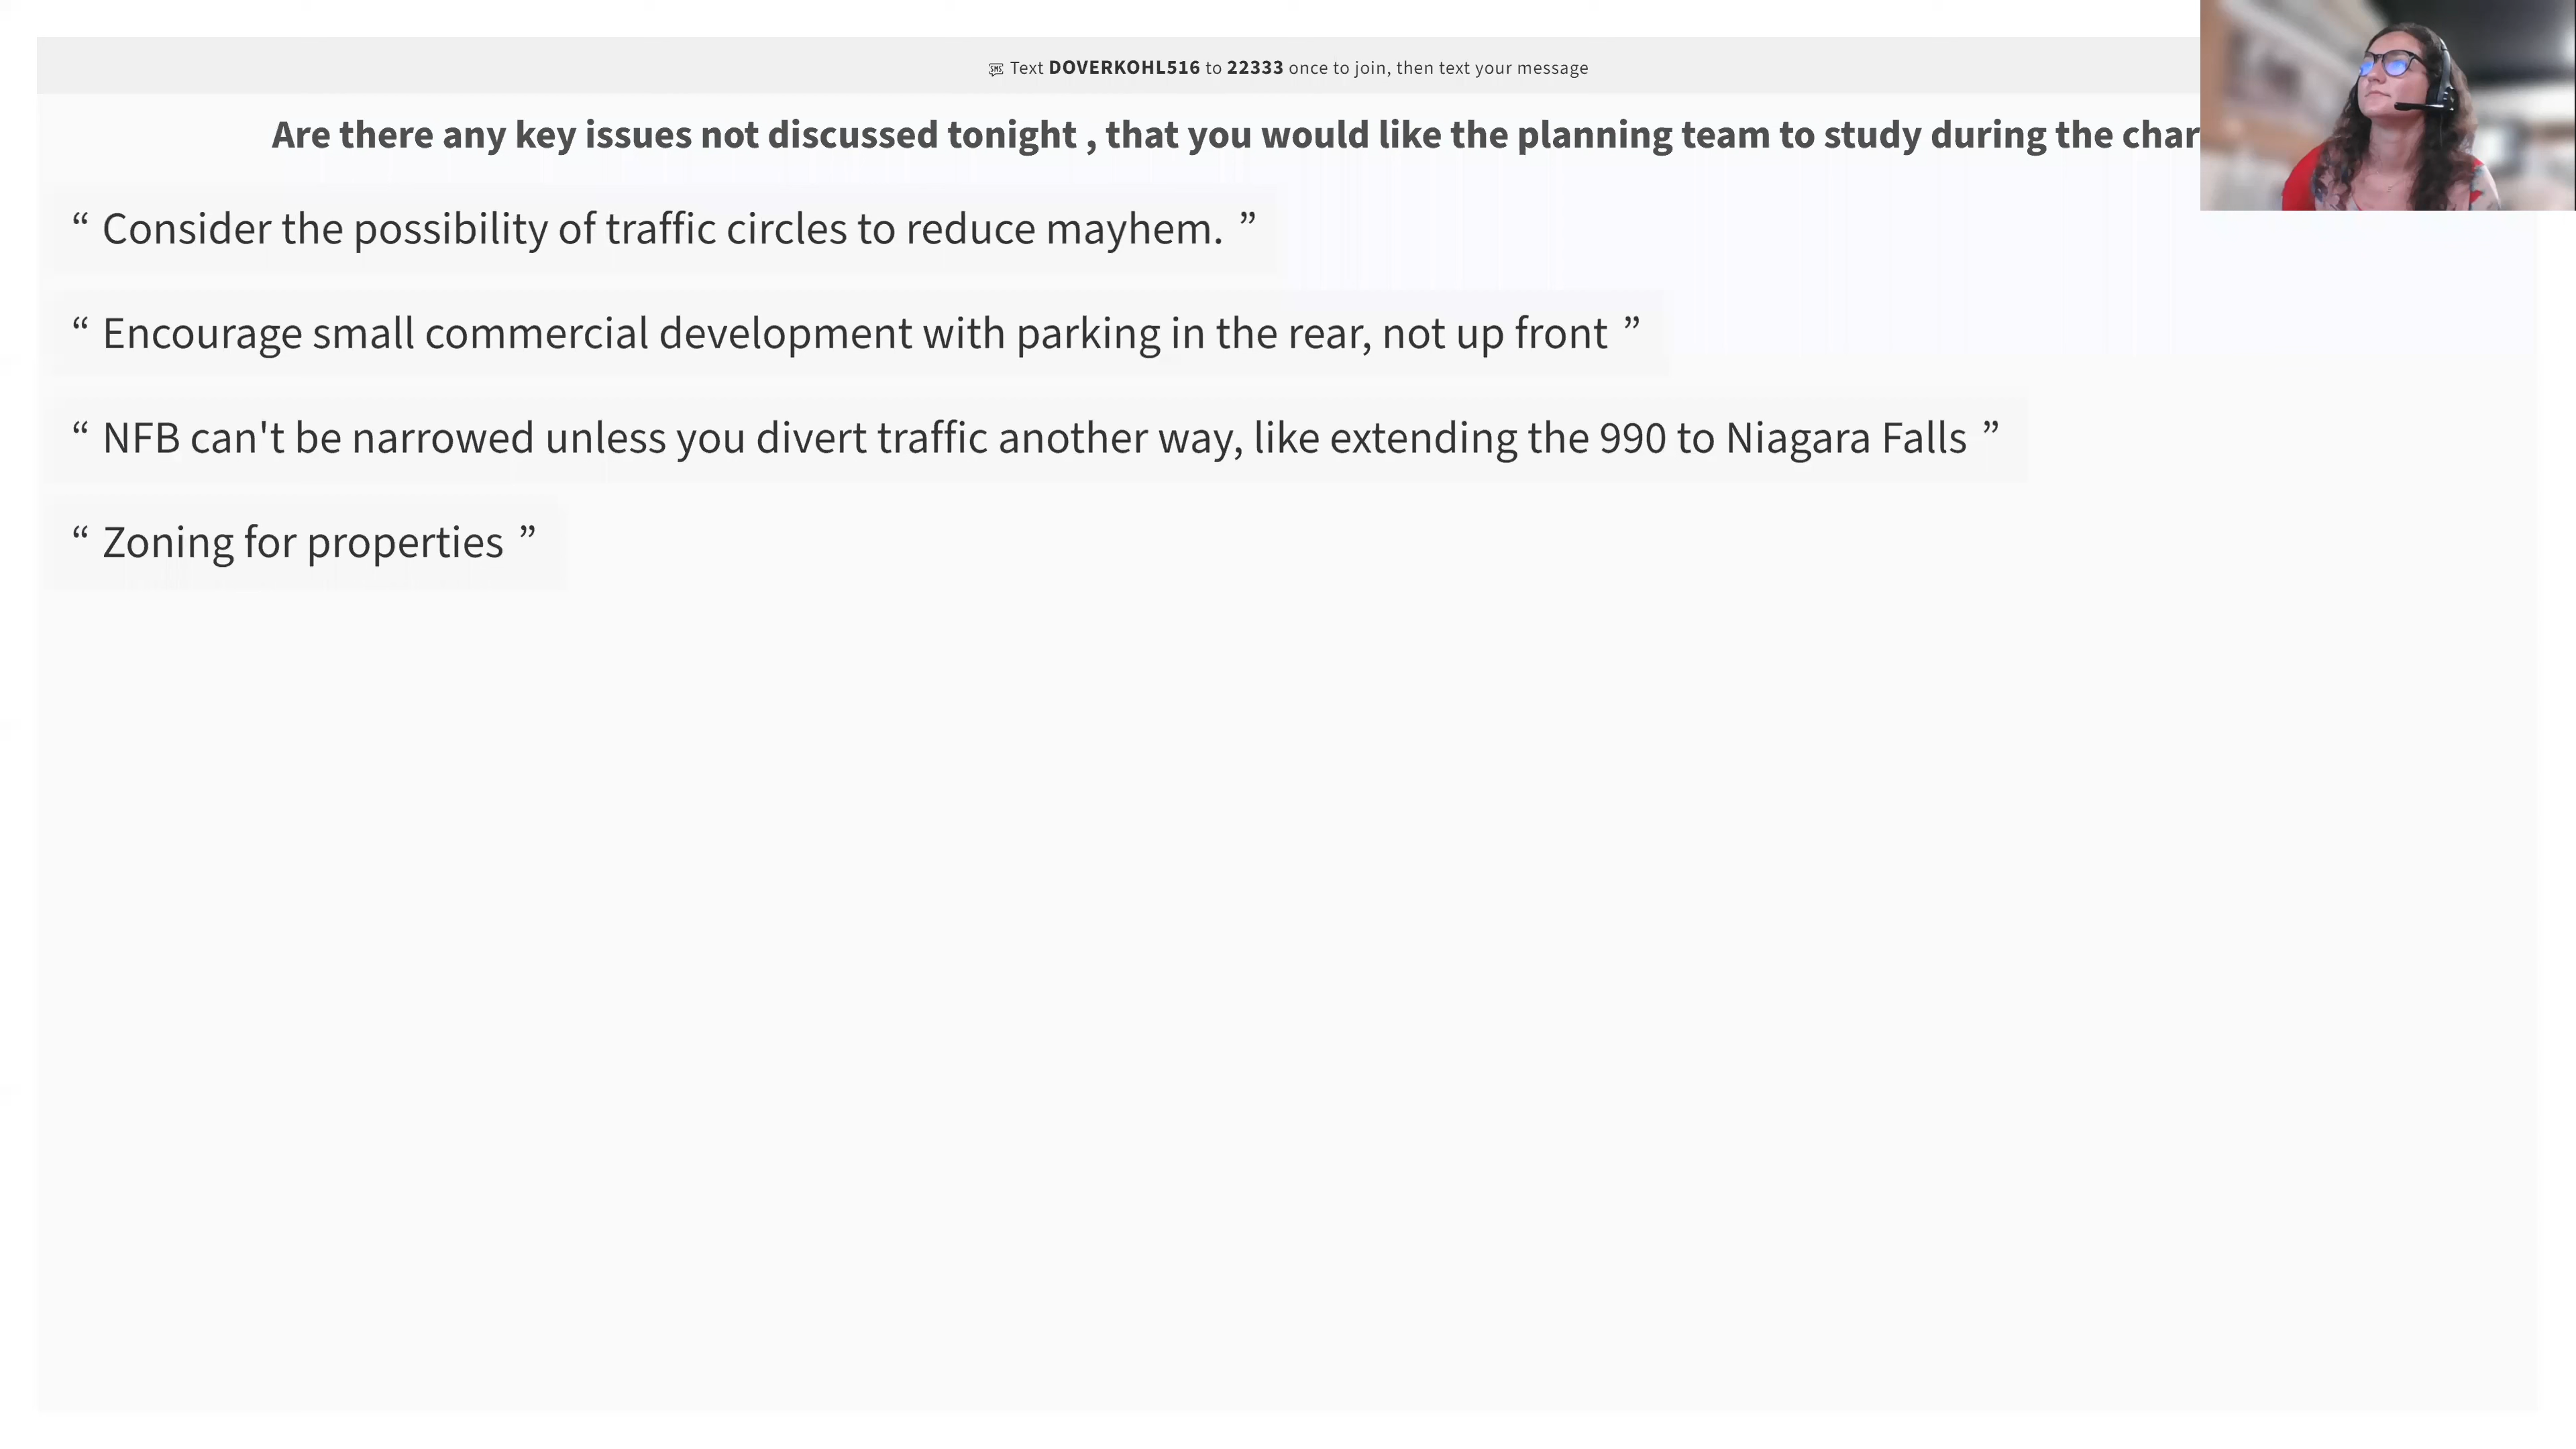 Text DOVERKOHL516 to 22333 once to join, then text your message
Are there any key issues not discussed tonight , that you would like the planning team to study during the char
“ Consider the possibility of traffic circles to reduce mayhem. ”
“ Encourage small commercial development with parking in the rear, not up front ”
“ NFB can't be narrowed unless you divert traffic another way, like extending the 990 to Niagara Falls ”
“ Zoning for properties ”